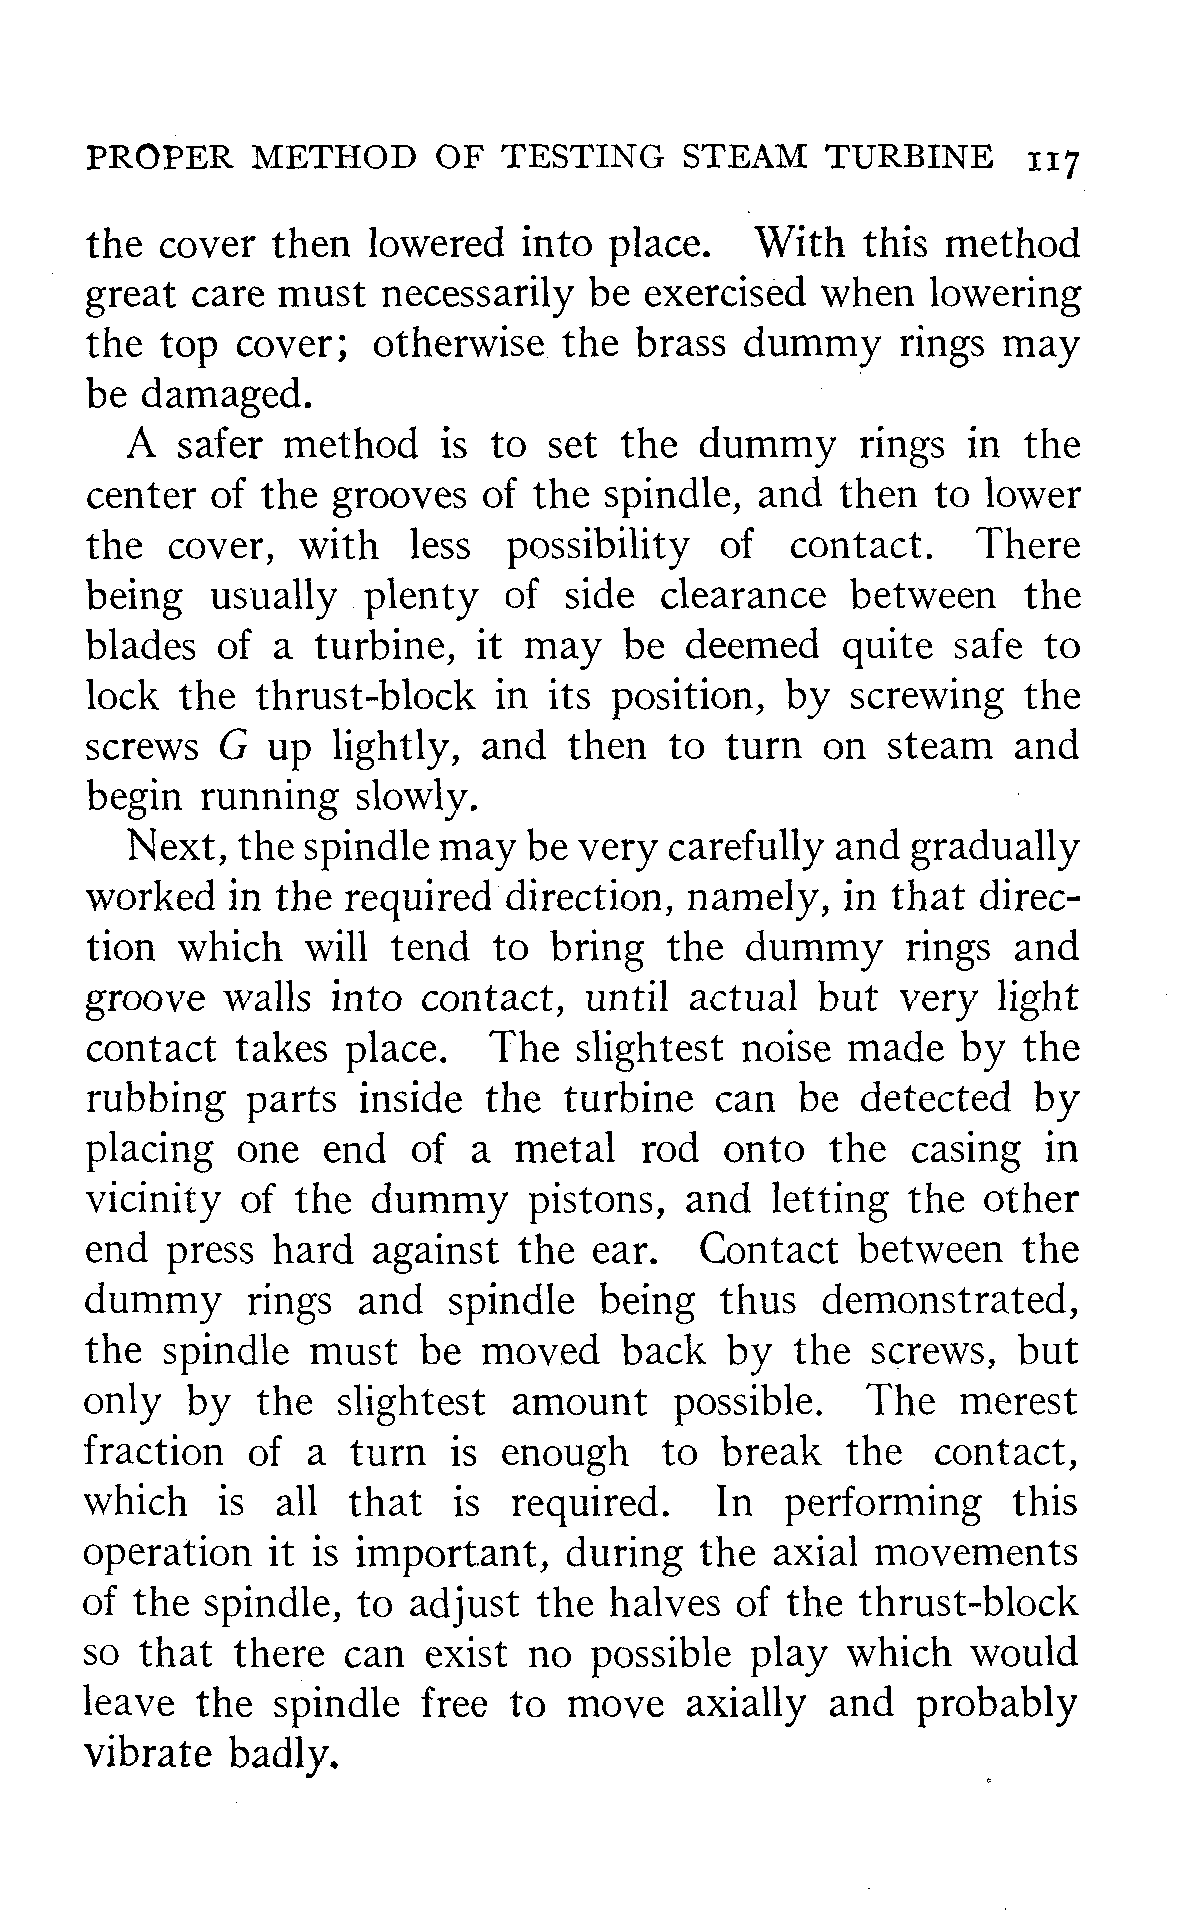 PROPER METHOD OF TESTING STEAM TURBINE 117
the cover then lowered into place. With this method
great care must necessarily be exercised when lowering
the top cover; otherwise the brass dummy rings may
be damaged.
A safer method is to set the dummy rings in the
center of the grooves of the spindle, and then to lower
the cover, with less possibility of contact. There
being usually plenty of side clearance between the
blades of a turbine, it may be deemed quite safe to
lock the thrust-block in its position, by screwing the
screws G up lightly, and then to turn on steam and
begin running slowly.
Next, the spindle may be very carefully and gradually
worked in the required direction, namely, in that direc-
tion which will tend to bring the dummy rings and
groove walls into contact, until actual but very light
contact takes place. The slightest noise made by the
rubbing parts inside the turbine can be detected by
placing one end of a metal rod onto the casing in
vicinity of the dummy pistons, and letting the other
end press hard against the ear. Contact between the
dummy rings and spindle being thus demonstrated,
the spindle must be moved back by the screws, but
only by the slightest amount possible. The merest
fraction of a turn is enough to break the contact,
which is all that is required. In performing this
operation it is important, during the axial movements
of the spindle, to adjust the halves of the thrust-block
so that there can exist no possible play which would
leave the spindle free to move axially and probably
vibrate badly.